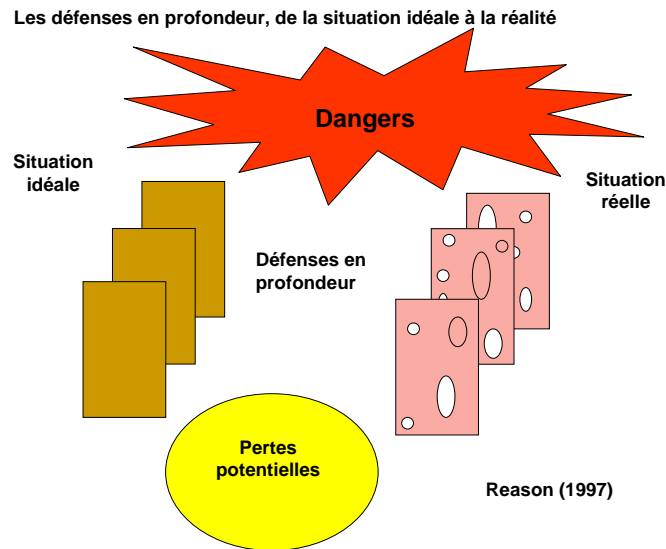 Les défenses en profondeur, de la situation idéale à la réalité
Dangers
Situation
idéale
Situation
réelle
Défenses en
profondeur
Pertes
potentielles
Reason (1997)